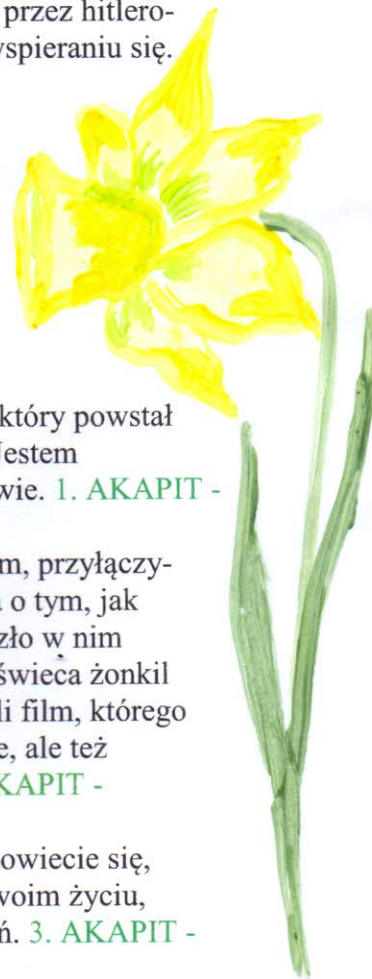 przez hitlero-
wspieraniu się.
który powstał
Jestem
wie. 1. AKAPIT -
m, przyłączy-
o tym, jak
zło w nim
świeca żonkil
li film, którego
e, ale też
KAPIT -
owiecie się,
woim życiu,
ń. 3. AKAPIT -